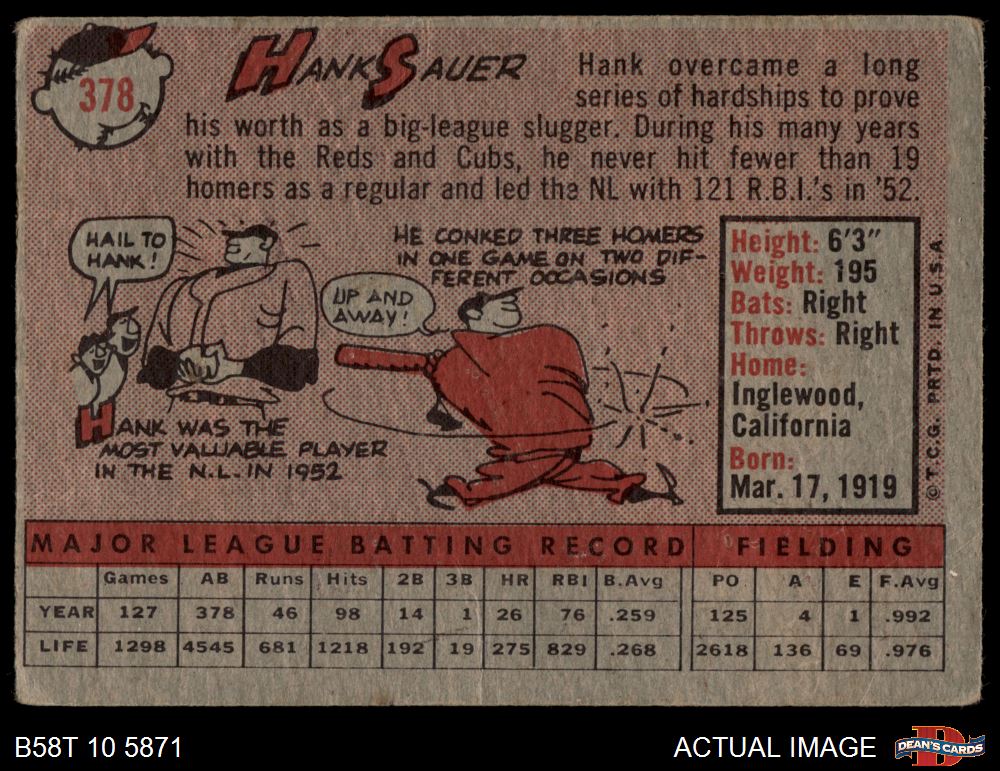 378
HANK SAUER
Hank overcame a long
series of hardships to prove
his worth as a big-league slugger. During his many years
with the Reds and Cubs, he never hit fewer than 19
homers as a regular and led the NL with 121 R.B.I.'s in '52.
HAIL TO
HANK!
HANK WAS THE
MOST VALUABLE PLAYER
IN THE N.L. IN 1952
HE CONKED THREE HOMERS
IN ONE GAME ON TWO DIF-
FERENT OCCASIONS
UP AND
AWAY!
Height: 6'3"
Weight: 195
Bats: Right
Throws: Right
Home:
Inglewood,
California
Born:
Mar. 17, 1919
© T.C.G. PRTD. IN U.S.A.
MAJOR LEAGUE BATTING RECORD FIELDING
Games AB Runs Hits 2B 3B HR RBI B.Avg PO A E F.Avg
YEAR 127 378 46 98 14 1 26 76 .259 125 4 1 .992
LIFE 1298 4545 681 1218 192 19 275 829 .268 2618 136 69 .976
B58T 10 5871
ACTUAL IMAGE
D
DEAN'S CARDS